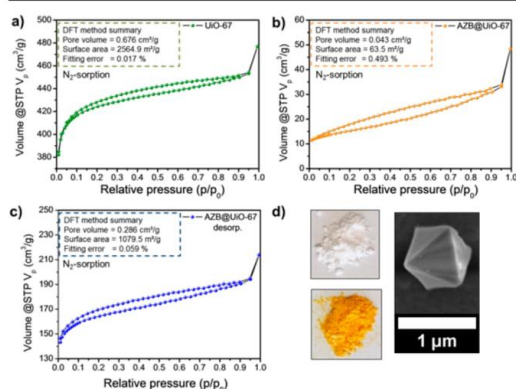 a)
UiO-67
DFT method summary
Pore volume = 0.676 cm³/g
Surface area = 2564.9 m²/g
Fitting error = 0.017 %
N₂-sorption
Volume @STP Vₚ (cm³/g)
500
480
460
440
420
400
380
0.0 0.1 0.2 0.3 0.4 0.5 0.6 0.7 0.8 0.9 1.0
Relative pressure (p/p₀)
b)
AZB@UiO-67
DFT method summary
Pore volume = 0.043 cm³/g
Surface area = 63.5 m²/g
Fitting error = 0.493 %
N₂-sorption
Volume @STP Vₚ (cm³/g)
60
50
40
30
20
10
0
0.0 0.1 0.2 0.3 0.4 0.5 0.6 0.7 0.8 0.9 1.0
Relative pressure (p/p₀)
c)
AZB@UiO-67
desorp.
DFT method summary
Pore volume = 0.286 cm³/g
Surface area = 1079.5 m²/g
Fitting error = 0.059 %
N₂-sorption
Volume @STP Vₚ (cm³/g)
250
230
210
190
170
150
130
0.0 0.1 0.2 0.3 0.4 0.5 0.6 0.7 0.8 0.9 1.0
Relative pressure (p/p₀)
d)
1 µm